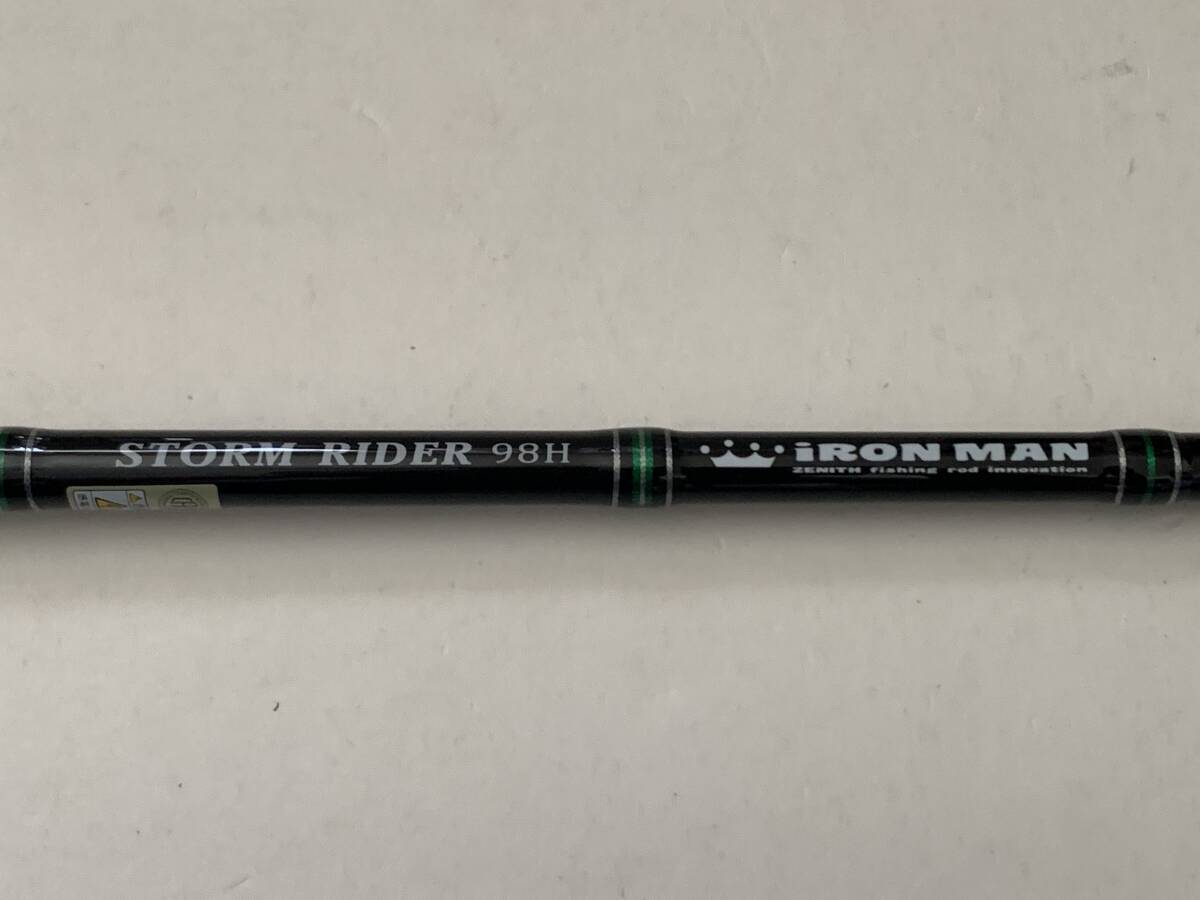 STORM RIDER 98H
iRON MAN
ZENITH fishing rod innovation